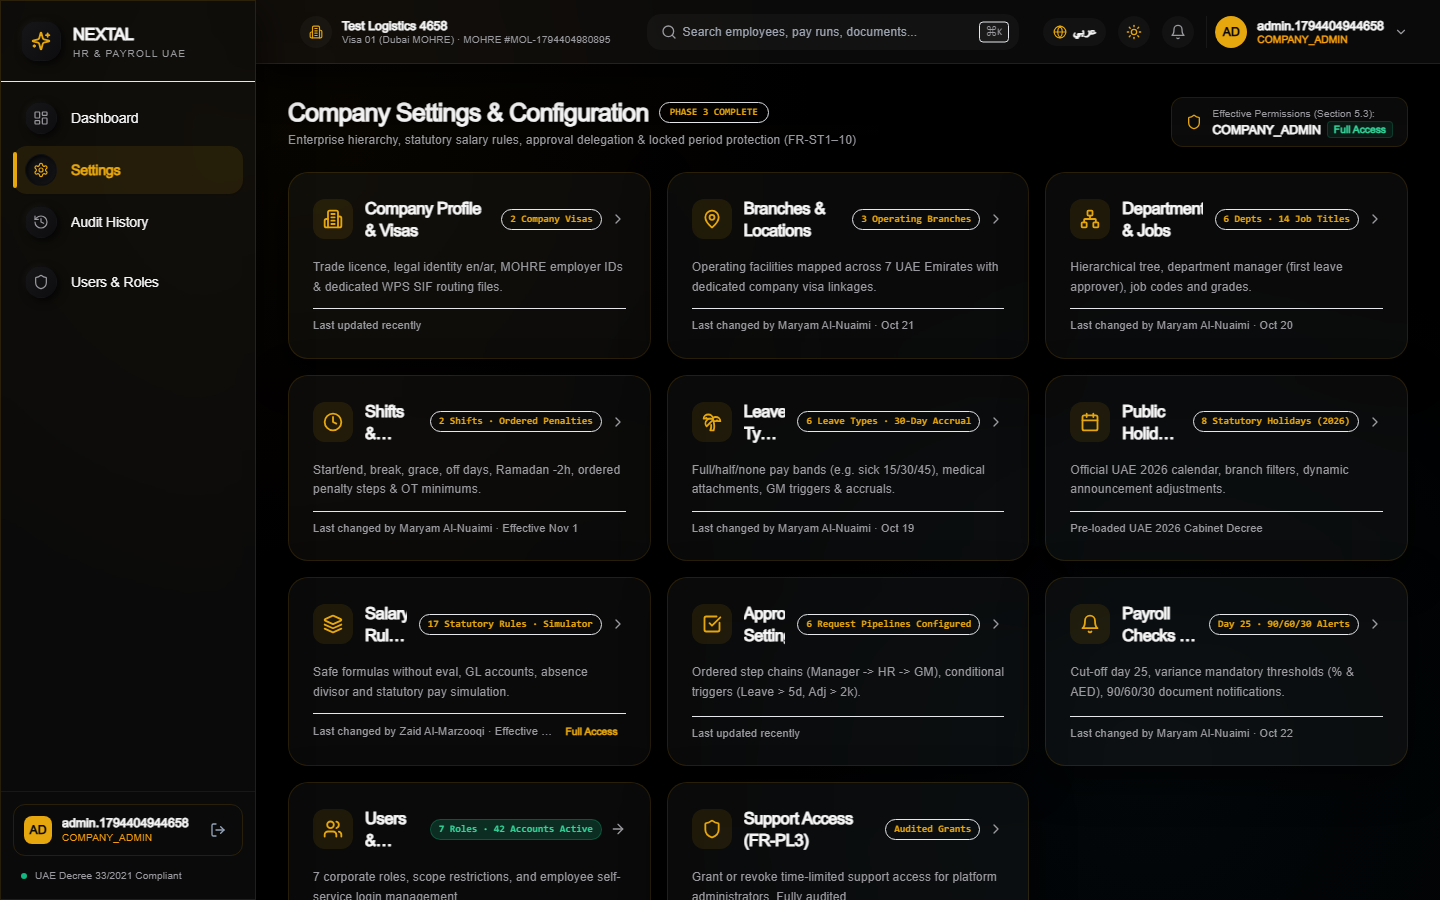 NEXTAL
HR & PAYROLL UAE
Dashboard
Settings
Audit History
Users & Roles
AD
admin.1794404944658
COMPANY_ADMIN
UAE Decree 33/2021 Compliant
Test Logistics 4658
Visa 01 (Dubai MOHRE) · MOHRE #MOL-1794404980895
Search employees, pay runs, documents...
⌘K
عربي
AD
admin.1794404944658
COMPANY_ADMIN
Company Settings & Configuration
PHASE 3 COMPLETE
Enterprise hierarchy, statutory salary rules, approval delegation & locked period protection (FR-ST1–10)
Effective Permissions (Section 5.3):
COMPANY_ADMIN
Full Access
Company Profile
& Visas
2 Company Visas
Trade licence, legal identity en/ar, MOHRE employer IDs
& dedicated WPS SIF routing files.
Last updated recently
Branches &
Locations
3 Operating Branches
Operating facilities mapped across 7 UAE Emirates with
dedicated company visa linkages.
Last changed by Maryam Al-Nuaimi · Oct 21
Department
& Jobs
6 Depts · 14 Job Titles
Hierarchical tree, department manager (first leave
approver), job codes and grades.
Last changed by Maryam Al-Nuaimi · Oct 20
Shifts
&...
2 Shifts · Ordered Penalties
Start/end, break, grace, off days, Ramadan -2h, ordered
penalty steps & OT minimums.
Last changed by Maryam Al-Nuaimi · Effective Nov 1
Leave
Ty...
6 Leave Types · 30-Day Accrual
Full/half/none pay bands (e.g. sick 15/30/45), medical
attachments, GM triggers & accruals.
Last changed by Maryam Al-Nuaimi · Oct 19
Public
Holid...
8 Statutory Holidays (2026)
Official UAE 2026 calendar, branch filters, dynamic
announcement adjustments.
Pre-loaded UAE 2026 Cabinet Decree
Salary
Rul...
17 Statutory Rules · Simulator
Safe formulas without eval, GL accounts, absence
divisor and statutory pay simulation.
Last changed by Zaid Al-Marzooqi · Effective ...
Full Access
Appro
Setting
6 Request Pipelines Configured
Ordered step chains (Manager -> HR -> GM), conditional
triggers (Leave > 5d, Adj > 2k).
Last updated recently
Payroll
Checks ...
Day 25 · 90/60/30 Alerts
Cut-off day 25, variance mandatory thresholds (% &
AED), 90/60/30 document notifications.
Last changed by Maryam Al-Nuaimi · Oct 22
Users
&...
7 Roles · 42 Accounts Active
7 corporate roles, scope restrictions, and employee self-
service login management.
Support Access
(FR-PL3)
Audited Grants
Grant or revoke time-limited support access for platform
administrators. Fully audited.